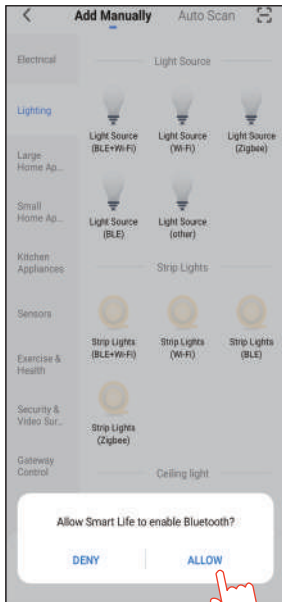 Add Manually Auto Scan
Electrical
Light Source
Lighting
Light Source Light Source Light Source
(BLE+Wi-Fi) (Wi-Fi) (Zigbee)
Large
Home Ap...
Light Source Light Source
(BLE) (other)
Small
Home Ap...
Kitchen
Appliances
Strip Lights
Sensors
Strip Lights Strip Lights Strip Lights
(BLE+Wi-Fi) (Wi-Fi) (BLE)
Exercise &
Health
Security &
Video Sur...
Strip Lights
(Zigbee)
Gateway
Control
Ceiling light
Allow Smart Life to enable Bluetooth?
DENY ALLOW